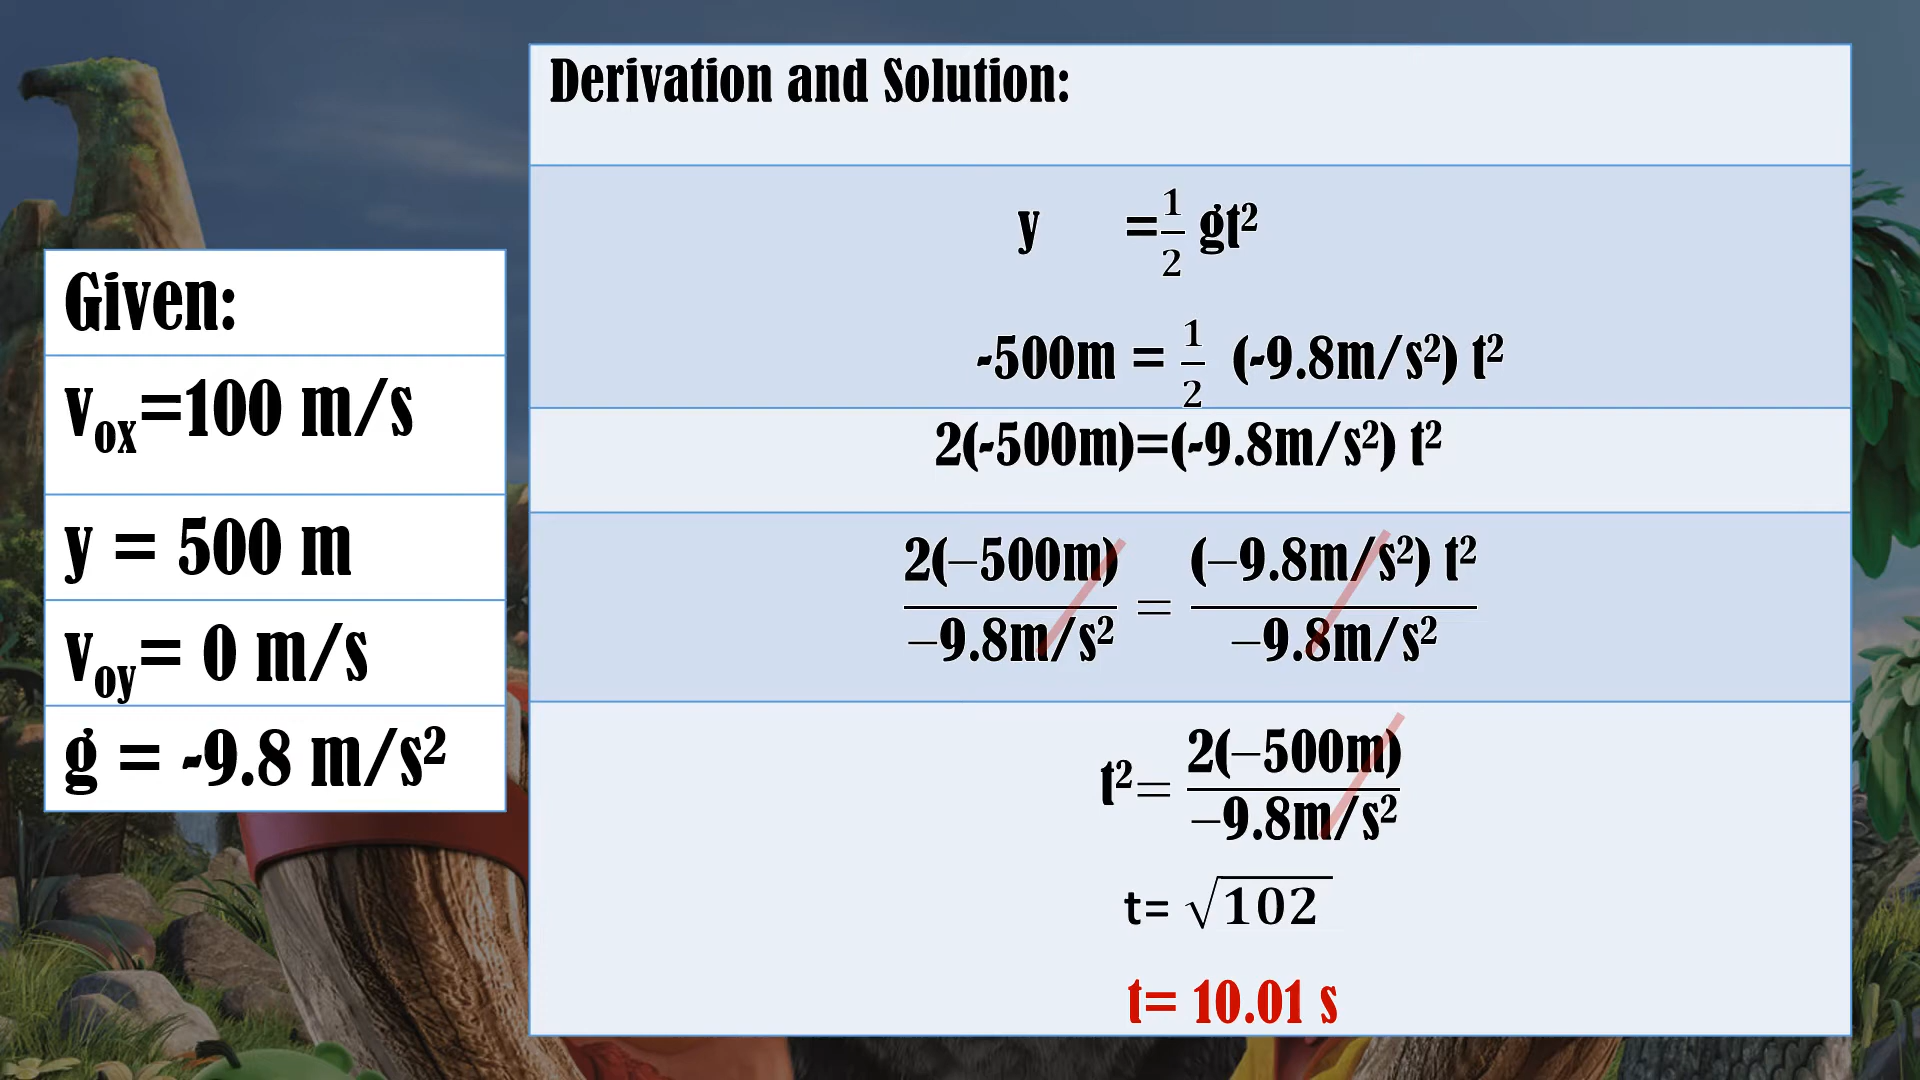 Derivation and Solution:
y = 1/2 gt²
-500m = 1/2 (-9.8m/s²) t²
2(-500m)=(-9.8m/s²) t²
2(−500m)/−9.8m/s² = (−9.8m/s²) t²/−9.8m/s²
t²= 2(−500m)/−9.8m/s²
t= √102
t= 10.01 s
Given:
vox=100 m/s
y = 500 m
voy= 0 m/s
g = -9.8 m/s²